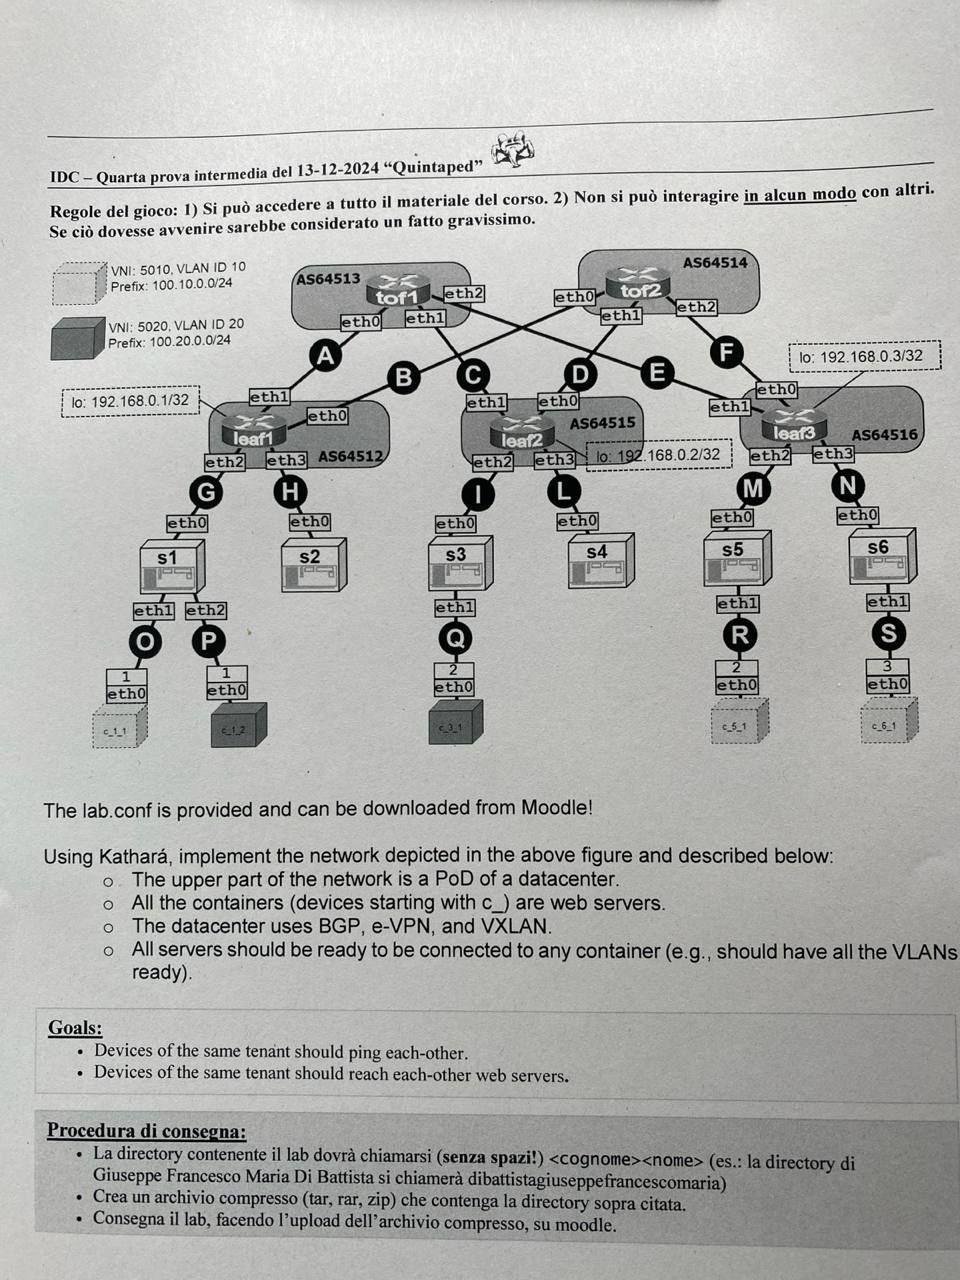 IDC – Quarta prova intermedia del 13-12-2024 “Quintaped”
Regole del gioco: 1) Si può accedere a tutto il materiale del corso. 2) Non si può interagire in alcun modo con altri.
Se ciò dovesse avvenire sarebbe considerato un fatto gravissimo.
VNI: 5010, VLAN ID 10
Prefix: 100.10.0.0/24
VNI: 5020, VLAN ID 20
Prefix: 100.20.0.0/24
AS64513
tof1
eth2
eth0
eth1
AS64514
tof2
eth0
eth1
eth2
A
B
C
D
E
F
lo: 192.168.0.1/32
lo: 192.168.0.3/32
eth1
eth0
leaf1
eth2
eth3
AS64512
eth1
eth0
leaf2
AS64515
eth2
eth3
lo: 192.168.0.2/32
eth0
eth1
leaf3
AS64516
eth2
eth3
G
H
I
L
M
N
eth0
eth0
eth0
eth0
eth0
eth0
s1
s2
s3
s4
s5
s6
eth1
eth2
eth1
eth1
eth1
O
P
Q
R
S
1
1
2
2
3
eth0
eth0
eth0
eth0
eth0
c_1_1
c_1_2
c_3_1
c_5_1
c_6_1
The lab.conf is provided and can be downloaded from Moodle!
Using Kathará, implement the network depicted in the above figure and described below:
o The upper part of the network is a PoD of a datacenter.
o All the containers (devices starting with c_) are web servers.
o The datacenter uses BGP, e-VPN, and VXLAN.
o All servers should be ready to be connected to any container (e.g., should have all the VLANs
ready).
Goals:
• Devices of the same tenant should ping each-other.
• Devices of the same tenant should reach each-other web servers.
Procedura di consegna:
• La directory contenente il lab dovrà chiamarsi (senza spazi!) <cognome><nome> (es.: la directory di
Giuseppe Francesco Maria Di Battista si chiamerà dibattistagiuseppefrancescomaria)
• Crea un archivio compresso (tar, rar, zip) che contenga la directory sopra citata.
• Consegna il lab, facendo l’upload dell’archivio compresso, su moodle.